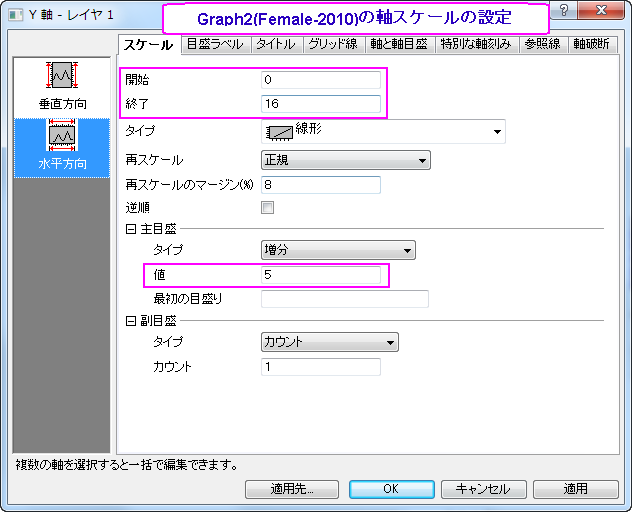 Y 軸 - レイヤ 1
Graph2(Female-2010)の軸スケールの設定
?
スケール 目盛ラベル タイトル グリッド線 軸と軸目盛 特別な軸刻み 参照線 軸破断
垂直方向
水平方向
開始 0
終了 16
タイプ 線形
再スケール 正規
再スケールのマージン(%) 8
逆順
主目盛
タイプ 増分
値 5
最初の目盛り
副目盛
タイプ カウント
カウント 1
複数の軸を選択すると一括で編集できます。
適用先... OK キャンセル 適用